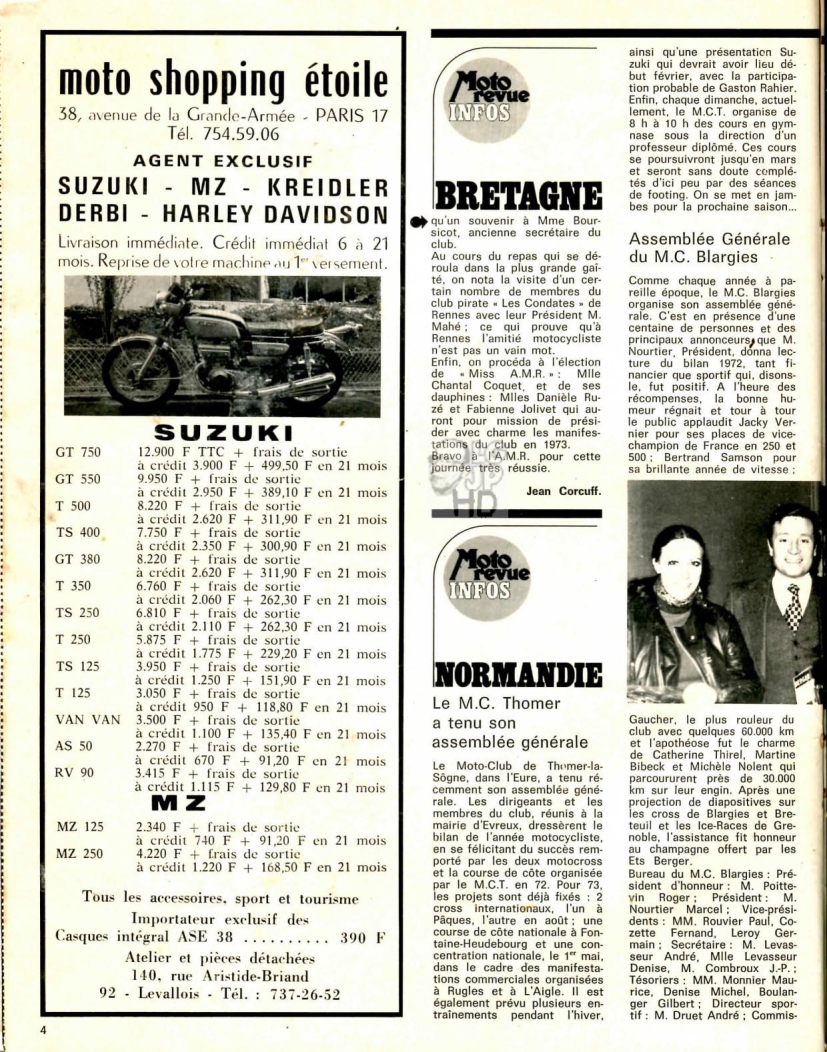 moto shopping étoile
38, avenue de la Grande-Armée - PARIS 17
Tél. 754.59.06
AGENT EXCLUSIF
SUZUKI - MZ - KREIDLER
DERBI - HARLEY DAVIDSON
Livraison immédiate. Crédit immédiat 6 à 21
mois. Reprise de votre machine au 1er versement.
SUZUKI
GT 750 12.900 F TTC + frais de sortie
à crédit 3.900 F + 499,50 F en 21 mois
GT 550 9.950 F + frais de sortie
à crédit 2.950 F + 389,10 F en 21 mois
T 500 8.220 F + frais de sortie
à crédit 2.620 F + 311,90 F en 21 mois
TS 400 7.750 F + frais de sortie
à crédit 2.350 F + 300,90 F en 21 mois
GT 380 8.220 F + frais de sortie
à crédit 2.620 F + 311,90 F en 21 mois
T 350 6.760 F + frais de sortie
à crédit 2.060 F + 262,30 F en 21 mois
TS 250 6.810 F + frais de sortie
à crédit 2.110 F + 262,30 F en 21 mois
T 250 5.875 F + frais de sortie
à crédit 1.775 F + 229,20 F en 21 mois
TS 125 3.950 F + frais de sortie
à crédit 1.250 F + 151,90 F en 21 mois
T 125 3.050 F + frais de sortie
à crédit 950 F + 118,80 F en 21 mois
VAN VAN 3.500 F + frais de sortie
à crédit 1.100 F + 135,40 F en 21 mois
AS 50 2.270 F + frais de sortie
à crédit 670 F + 91,20 F en 21 mois
RV 90 3.415 F + frais de sortie
à crédit 1.115 F + 129,80 F en 21 mois
MZ
MZ 125 2.340 F + frais de sortie
à crédit 740 F + 91,20 F en 21 mois
MZ 250 4.220 F + frais de sortie
à crédit 1.220 F + 168,50 F en 21 mois
Tous les accessoires, sport et tourisme
Importateur exclusif des
Casques intégral ASE 38 .......... 390 F
Atelier et pièces détachées
140, rue Aristide-Briand
92 - Levallois - Tél. : 737-26-52
4
Moto
revue
INFOS
BRETAGNE
qu'un souvenir à Mme Bour-
sicot, ancienne secrétaire du
club.
Au cours du repas qui se dé-
roula dans la plus grande gaî-
té, on nota la visite d'un cer-
tain nombre de membres du
club pirate « Les Condates » de
Rennes avec leur Président M.
Mahé ; ce qui prouve qu'à
Rennes l'amitié motocycliste
n'est pas un vain mot.
Enfin, on procéda à l'élection
de « Miss A.M.R. » : Mlle
Chantal Coquet, et de ses
dauphines : Mlles Danièle Ru-
zé et Fabienne Jolivet qui au-
ront pour mission de prési-
der avec charme les manifes-
tations du club en 1973.
Bravo à l'A.M.R. pour cette
journée très réussie.
Jean Corcuff.
HD
Moto
revue
INFOS
NORMANDIE
Le M.C. Thomer
a tenu son
assemblée générale
Le Moto-Club de Thomer-la-
Sôgne, dans l'Eure, a tenu ré-
cemment son assemblée géné-
rale. Les dirigeants et les
membres du club, réunis à la
mairie d'Evreux, dressèrent le
bilan de l'année motocycliste,
en se félicitant du succès rem-
porté par les deux motocross
et la course de côte organisée
par le M.C.T. en 72. Pour 73,
les projets sont déjà fixés : 2
cross internationaux, l'un à
Pâques, l'autre en août ; une
course de côte nationale à Fon-
taine-Heudebourg et une con-
centration nationale, le 1er mai,
dans le cadre des manifesta-
tions commerciales organisées
à Rugles et à L'Aigle. Il est
également prévu plusieurs en-
traînements pendant l'hiver,
ainsi qu'une présentation Su-
zuki qui devrait avoir lieu dé-
but février, avec la participa-
tion probable de Gaston Rahier.
Enfin, chaque dimanche, actuel-
lement, le M.C.T. organise de
8 h à 10 h des cours en gym-
nase sous la direction d'un
professeur diplômé. Ces cours
se poursuivront jusqu'en mars
et seront sans doute complé-
tés d'ici peu par des séances
de footing. On se met en jam-
bes pour la prochaine saison...
Assemblée Générale
du M.C. Blargies
Comme chaque année à pa-
reille époque, le M.C. Blargies
organise son assemblée géné-
rale. C'est en présence d'une
centaine de personnes et des
principaux annonceurs que M.
Nourtier, Président, donna lec-
ture du bilan 1972, tant fi-
nancier que sportif qui, disons-
le, fut positif. A l'heure des
récompenses, la bonne hu-
meur régnait et tour à tour
le public applaudit Jacky Ver-
nier pour ses places de vice-
champion de France en 250 et
500 ; Bertrand Samson pour
sa brillante année de vitesse ;
Gaucher, le plus rouleur du
club avec quelques 60.000 km
et l'apothéose fut le charme
de Catherine Thirel, Martine
Bibeck et Michèle Nolent qui
parcoururent près de 30.000
km sur leur engin. Après une
projection de diapositives sur
les cross de Blargies et Bre-
teuil et les Ice-Races de Gre-
noble, l'assistance fit honneur
au champagne offert par les
Ets Berger.
Bureau du M.C. Blargies : Pré-
sident d'honneur : M. Poitte-
vin Roger ; Président : M.
Nourtier Marcel ; Vice-prési-
dents : MM. Rouvier Paul, Co-
zette Fernand, Leroy Ger-
main ; Secrétaire : M. Levas-
seur André, Mlle Levasseur
Denise, M. Combroux J.-P. ;
Tésoriers : MM. Monnier Mau-
rice, Denise Michel, Boulan-
ger Gilbert ; Directeur spor-
tif : M. Druet André ; Commis-